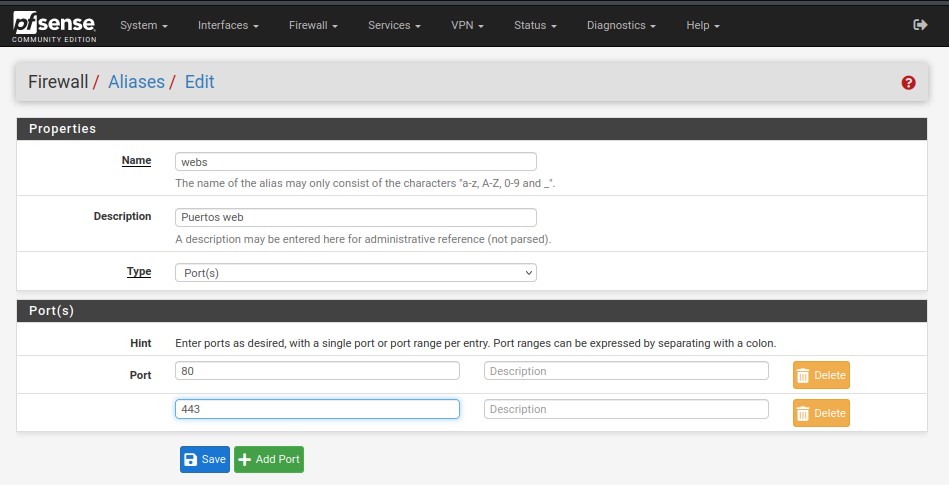 pfsense
COMMUNITY EDITION
System Interfaces Firewall Services VPN Status Diagnostics Help
Firewall / Aliases / Edit
Properties
Name webs
The name of the alias may only consist of the characters "a-z, A-Z, 0-9 and _".
Description Puertos web
A description may be entered here for administrative reference (not parsed).
Type Port(s)
Port(s)
Hint Enter ports as desired, with a single port or port range per entry. Port ranges can be expressed by separating with a colon.
Port 80 Description Delete
443 Description Delete
Save Add Port